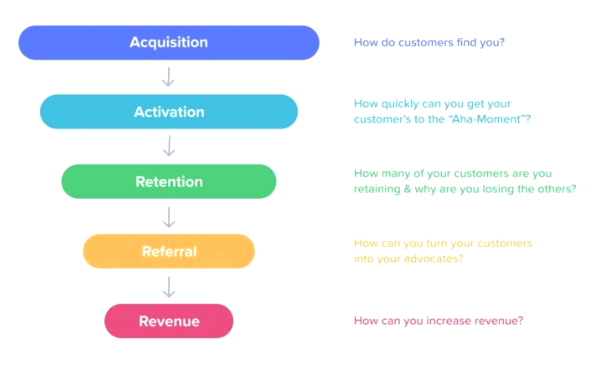 Acquisition
How do customers find you?
Activation
How quickly can you get your
customer's to the “Aha-Moment”?
Retention
How many of your customers are you
retaining & why are you losing the others?
Referral
How can you turn your customers
into your advocates?
Revenue
How can you increase revenue?